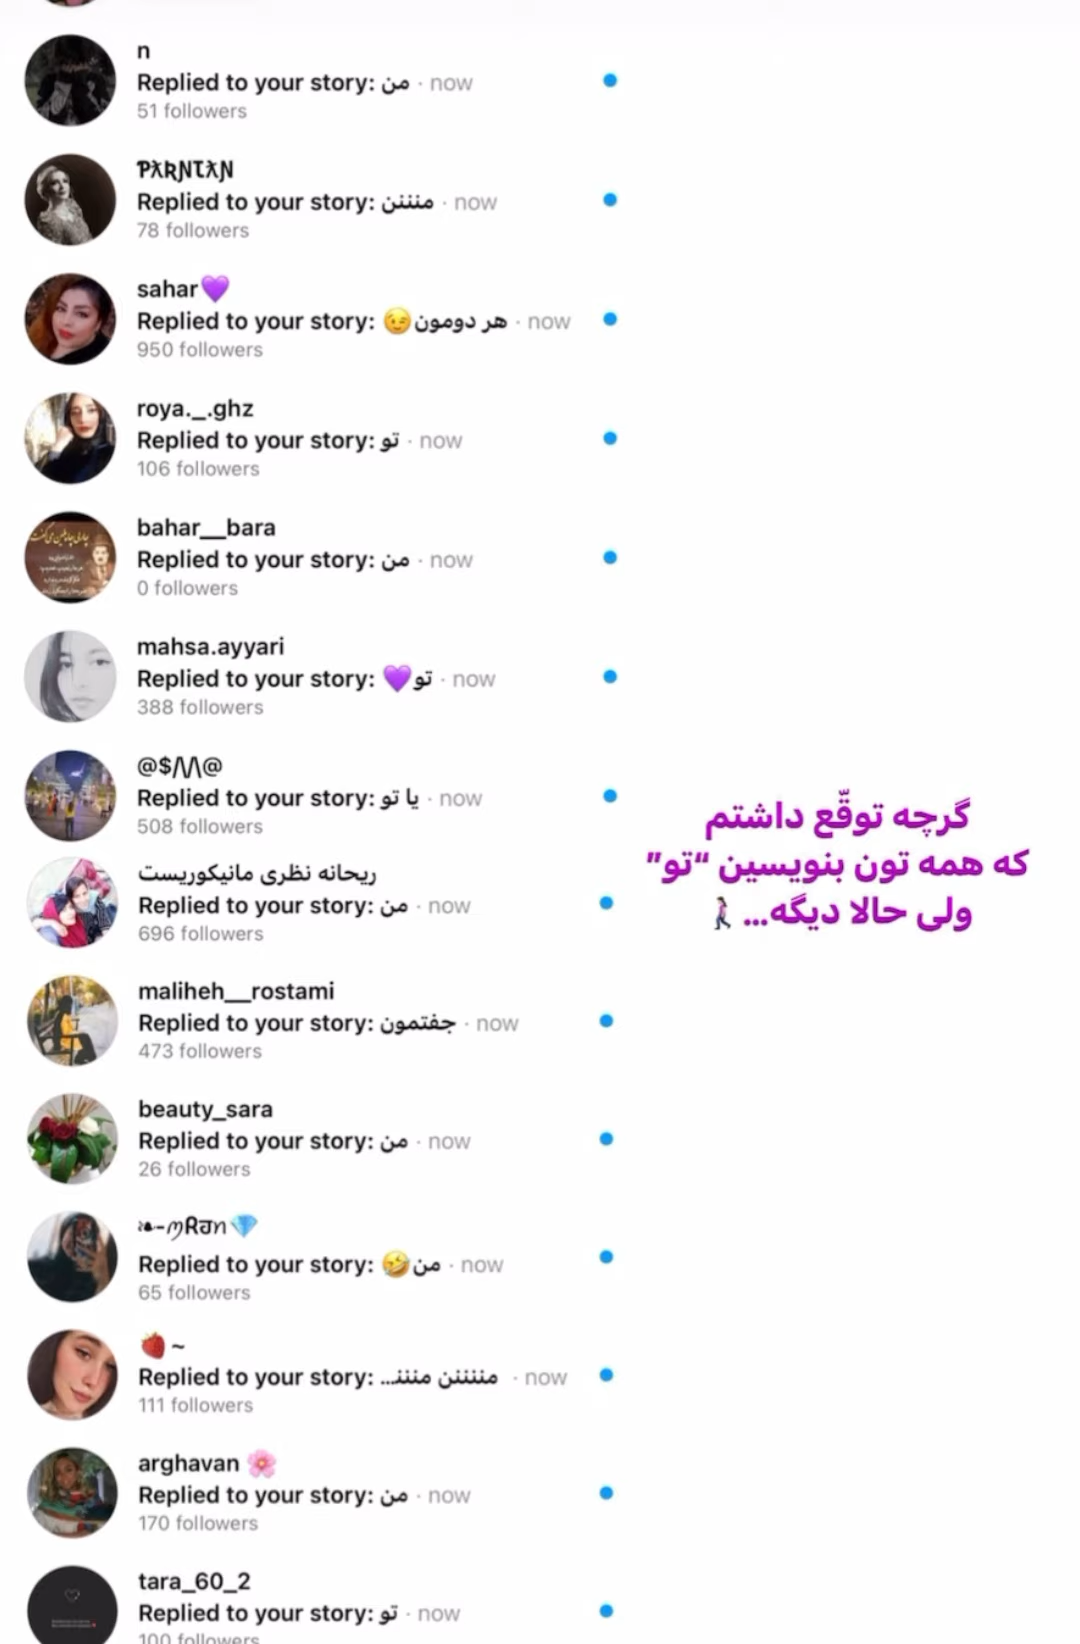 n
Replied to your story: من · now
51 followers
ƤƛƦƝƖƛƝ
Replied to your story: منننن · now
78 followers
sahar💜
Replied to your story: 😉هر دومون · now
950 followers
roya._.ghz
Replied to your story: تو · now
106 followers
bahar__bara
Replied to your story: من · now
0 followers
mahsa.ayyari
Replied to your story: 💜تو · now
388 followers
@$/\/\@
Replied to your story: یا تو · now
508 followers
ریحانه نظری مانیکوریست
Replied to your story: من · now
696 followers
گرچه توقّع داشتم
که همه تون بنویسین “تو”
ولی حالا دیگه...🚶🏻‍♀️
maliheh__rostami
Replied to your story: جفتمون · now
473 followers
beauty_sara
Replied to your story: من · now
26 followers
Replied to your story: 🤣من · now
65 followers
🍓 ~
Replied to your story: مننننن منننـ... · now
111 followers
arghavan 🌸
Replied to your story: من · now
170 followers
tara_60_2
Replied to your story: تو · now
100 followers